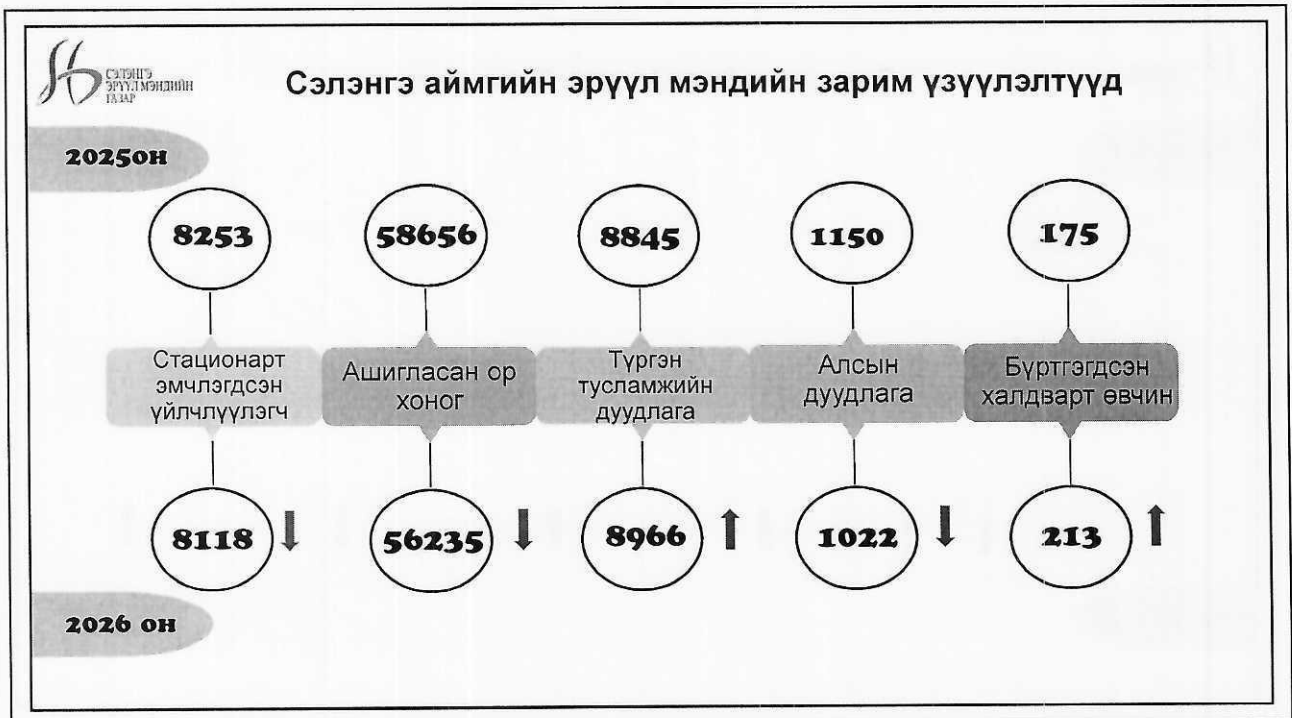 СЭЛЭНГЭ
ЭРҮҮЛ МЭНДИЙН
ГАЗАР
Сэлэнгэ аймгийн эрүүл мэндийн зарим үзүүлэлтүүд
2025он
8253
58656
8845
1150
175
Стационарт
эмчлэгдсэн
үйлчлүүлэгч
Ашигласан ор
хоног
Түргэн
тусламжийн
дуудлага
Алсын
дуудлага
Бүртгэгдсэн
халдварт өвчин
8118
56235
8966
1022
213
2026 он